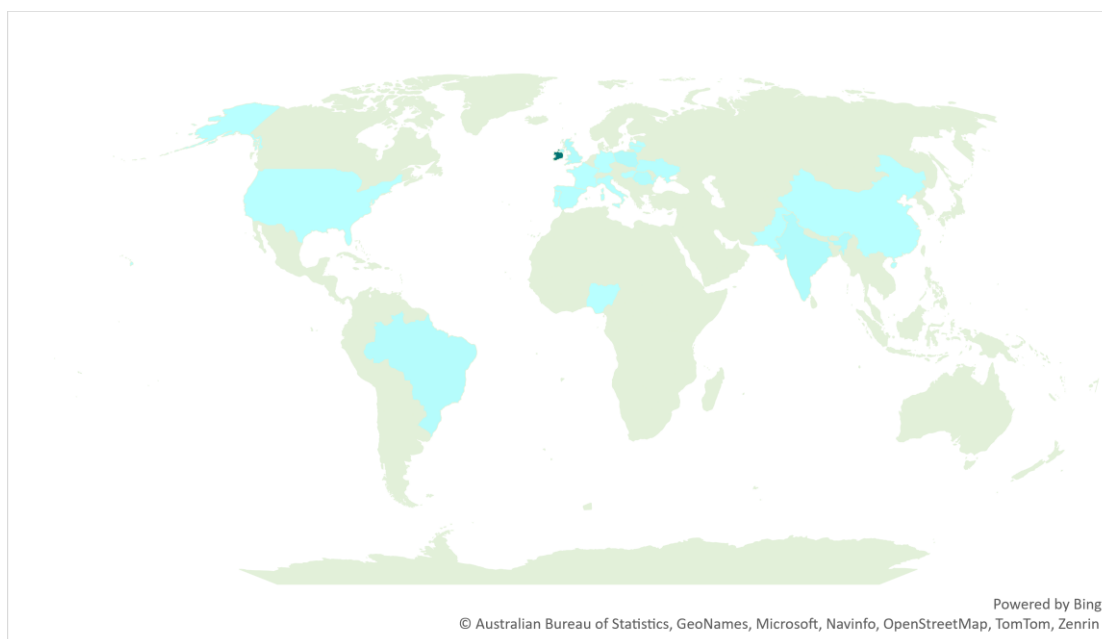 Powered by Bing
© Australian Bureau of Statistics, GeoNames, Microsoft, Navinfo, OpenStreetMap, TomTom, Zenrin